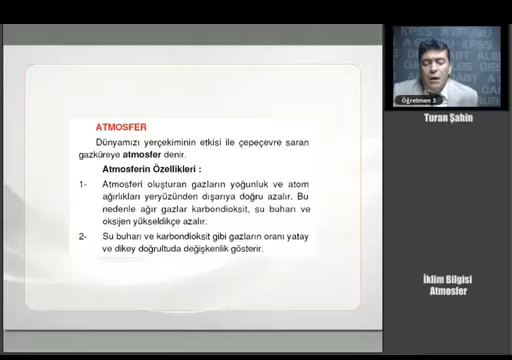 ATMOSFER
Dünyamızı yerçekiminin etkisi ile çepeçevre saran
gazküreye atmosfer denir.
Atmosferin Özellikleri :
1- Atmosferi oluşturan gazların yoğunluk ve atom
ağırlıkları yeryüzünden dışarıya doğru azalır. Bu
nedenle ağır gazlar karbondioksit, su buharı ve
oksijen yükseldikçe azalır.
2- Su buharı ve karbondioksit gibi gazların oranı yatay
ve dikey doğrultuda değişkenlik gösterir.
Öğretmen 3
Turan Şahin
İklim Bilgisi
Atmosfer